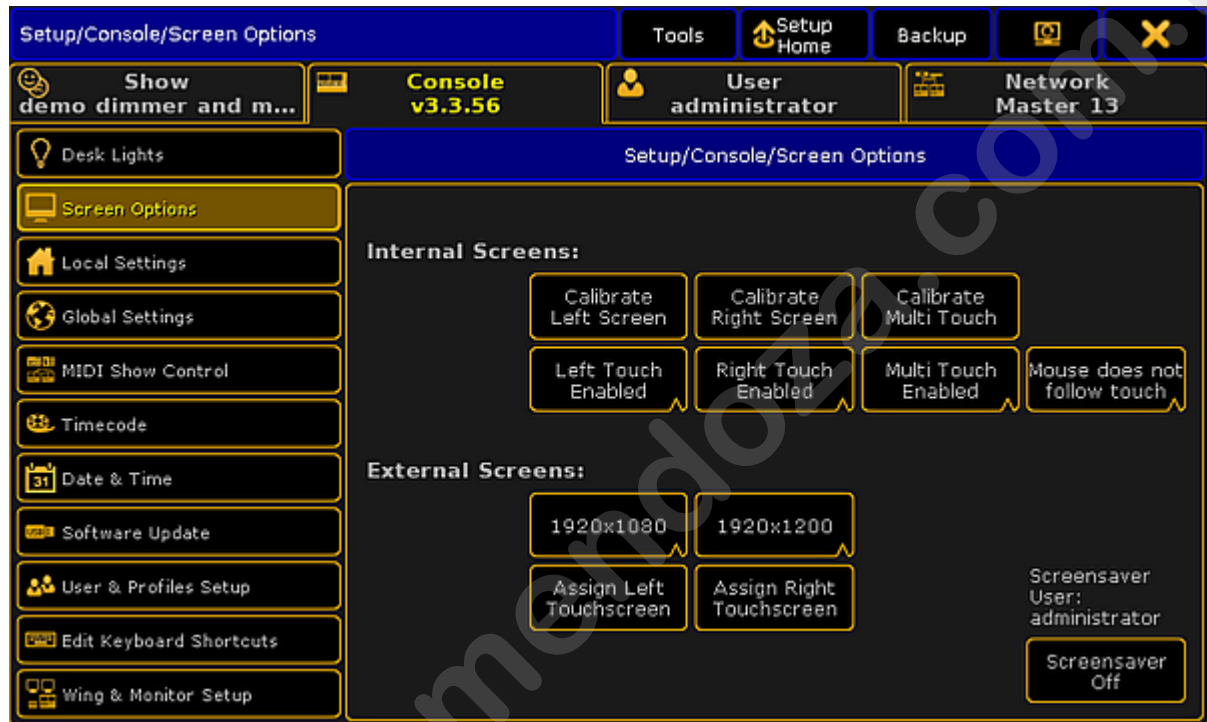 Setup/Console/Screen Options
Tools
Setup
Home
Backup
Show
demo dimmer and m...
Console
v3.3.56
User
administrator
Network
Master 13
Desk Lights
Setup/Console/Screen Options
Screen Options
Local Settings
Global Settings
MIDI Show Control
Timecode
31 Date & Time
Software Update
User & Profiles Setup
Edit Keyboard Shortcuts
Wing & Monitor Setup
Internal Screens:
Calibrate
Left Screen
Calibrate
Right Screen
Calibrate
Multi Touch
Left Touch
Enabled
Right Touch
Enabled
Multi Touch
Enabled
Mouse does not
follow touch
External Screens:
1920x1080
1920x1200
Assign Left
Touchscreen
Assign Right
Touchscreen
Screensaver
User:
administrator
Screensaver
Off
mendoza.com.